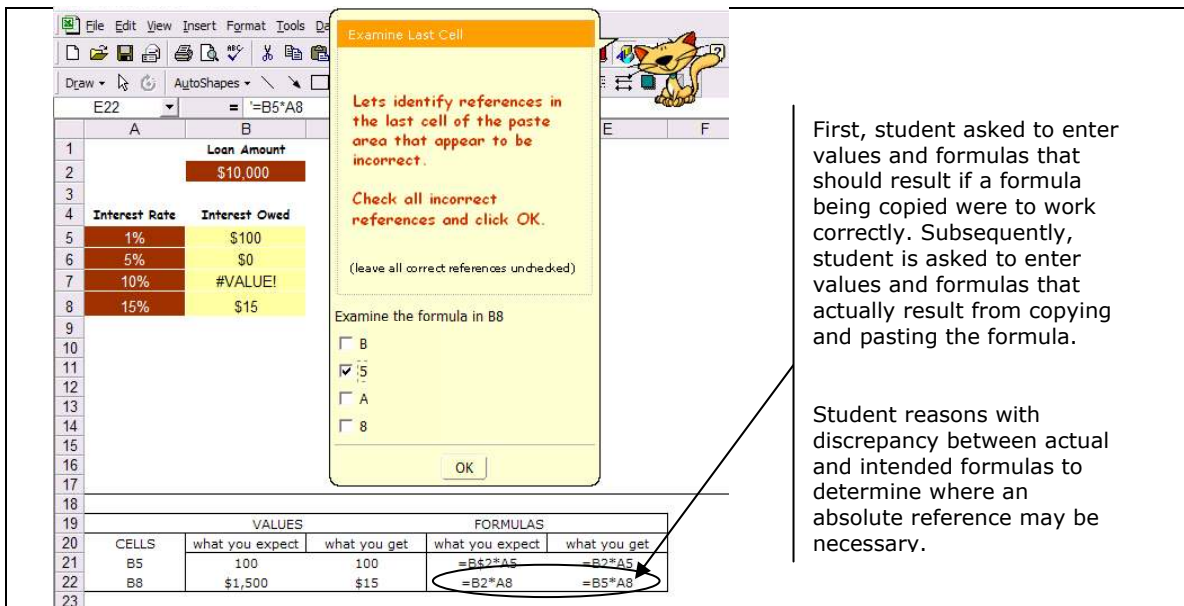 File Edit View Insert Format Tools Da
Draw AutoShapes
E22 = '=B5*A8
A B E F
1 Loan Amount
2 $10,000
3
4 Interest Rate Interest Owed
5 1% $100
6 5% $0
7 10% #VALUE!
8 15% $15
9
10
11
12
13
14
15
16
17
18
19 VALUES FORMULAS
20 CELLS what you expect what you get what you expect what you get
21 B5 100 100 =B$2*A5 =B2*A5
22 B8 $1,500 $15 =B2*A8 =B5*A8
23
Examine Last Cell
Lets identify references in
the last cell of the paste
area that appear to be
incorrect.
Check all incorrect
references and click OK.
(leave all correct references unchecked)
Examine the formula in B8
B
5
A
8
OK
First, student asked to enter
values and formulas that
should result if a formula
being copied were to work
correctly. Subsequently,
student is asked to enter
values and formulas that
actually result from copying
and pasting the formula.
Student reasons with
discrepancy between actual
and intended formulas to
determine where an
absolute reference may be
necessary.